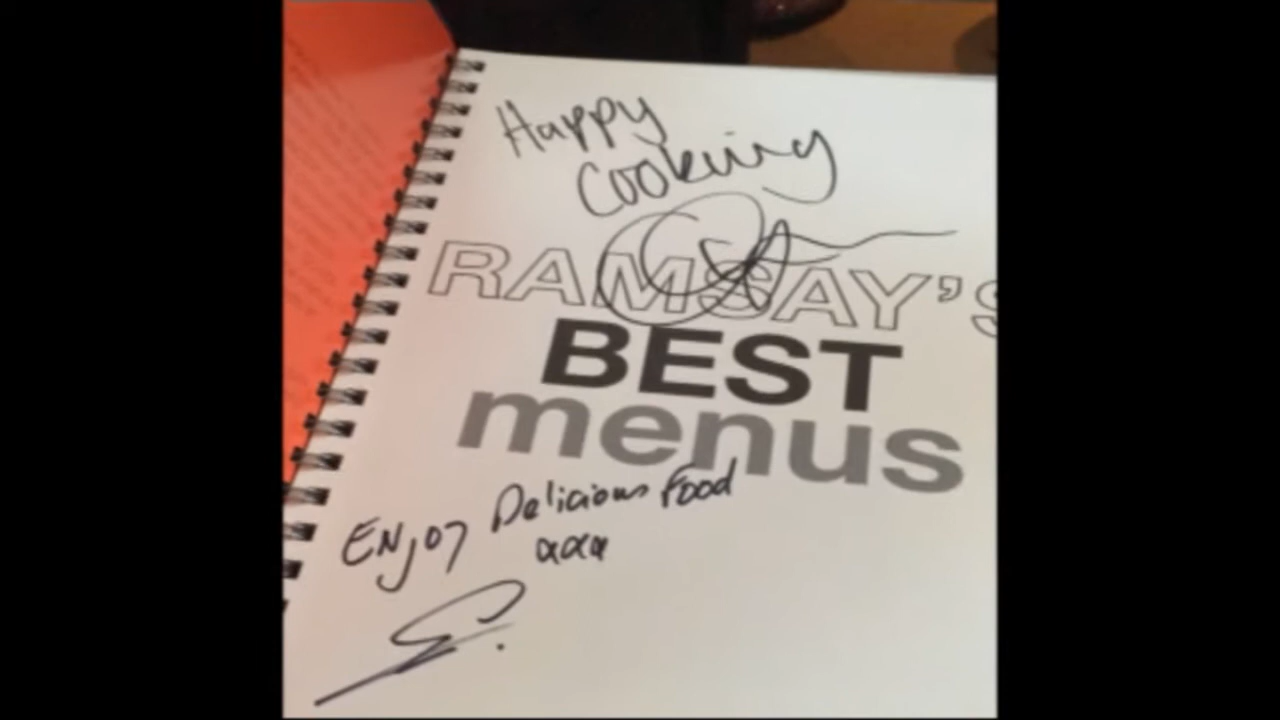 Happy
Cooking
RAMSAY'S
BEST
menus
ENJOY Delicious Food
xxx